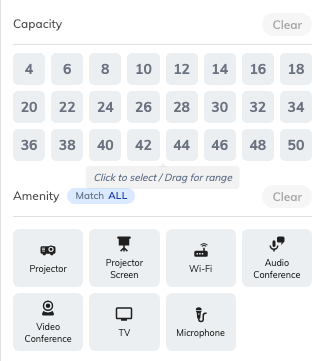 Capacity Clear
4 6 8 10 12 14 16 18
20 22 24 26 28 30 32 34
36 38 40 42 44 46 48 50
Click to select / Drag for range
Amenity Match ALL Clear
Projector
Projector
Screen
Wi-Fi
Audio
Conference
Video
Conference
TV
Microphone